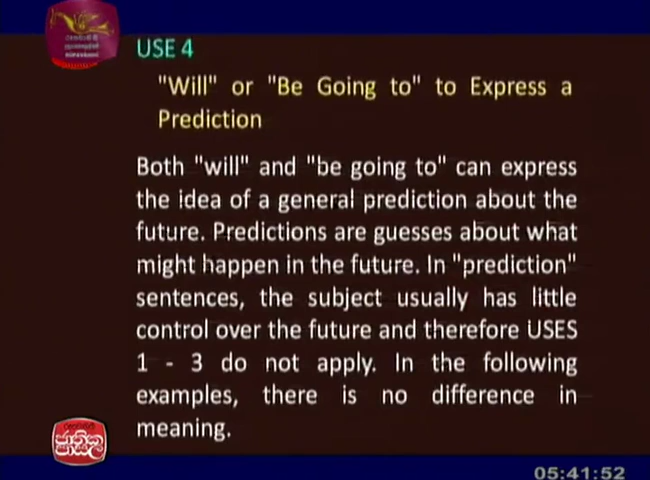 USE 4
"Will" or "Be Going to" to Express a
Prediction
Both "will" and "be going to" can express
the idea of a general prediction about the
future. Predictions are guesses about what
might happen in the future. In "prediction"
sentences, the subject usually has little
control over the future and therefore USES
1 - 3 do not apply. In the following
examples, there is no difference in
meaning.
ජාතික
පාසල
05:41:52